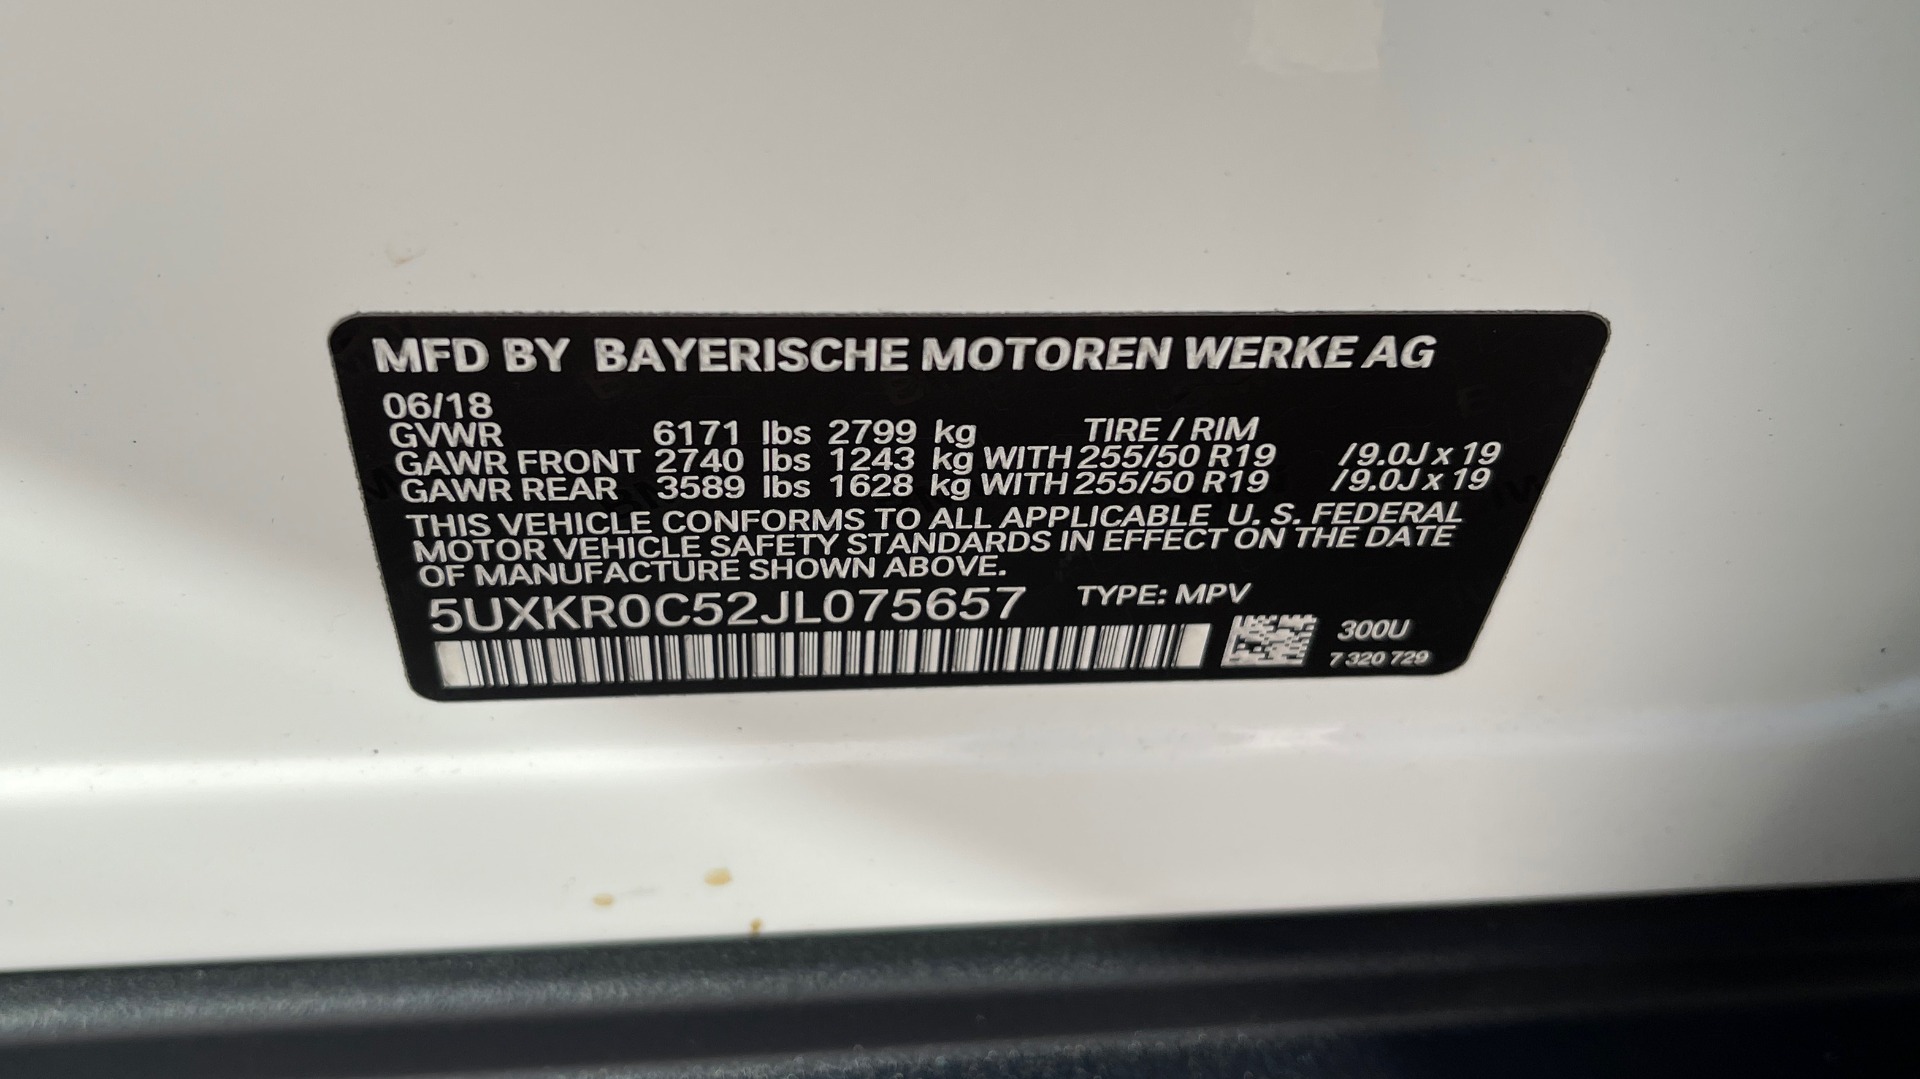 MFD BY BAYERISCHE MOTOREN WERKE AG
06/18
GVWR 6171 lbs 2799 kg TIRE / RIM
GAWR FRONT 2740 lbs 1243 kg WITH 255/50 R19 /9.0J x 19
GAWR REAR 3589 lbs 1628 kg WITH 255/50 R19 /9.0J x 19
THIS VEHICLE CONFORMS TO ALL APPLICABLE U. S. FEDERAL
MOTOR VEHICLE SAFETY STANDARDS IN EFFECT ON THE DATE
OF MANUFACTURE SHOWN ABOVE.
5UXKR0C52JL075657 TYPE: MPV
300U
7 320 729